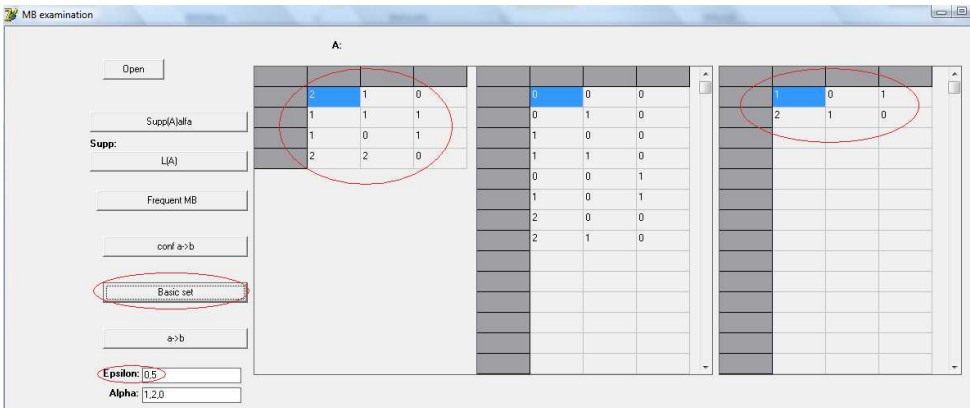 MB examination
A:
Open
Supp(A)alfa
Supp:
L(A)
Frequent MB
conf a->b
Basic set
a->b
Epsilon: 0,5
Alpha: 1,2,0
2 1 0
1 1 1
1 0 1
2 2 0
0 0 0
0 1 0
1 0 0
1 1 0
0 0 1
1 0 1
2 0 0
2 1 0
1 0 1
2 1 0